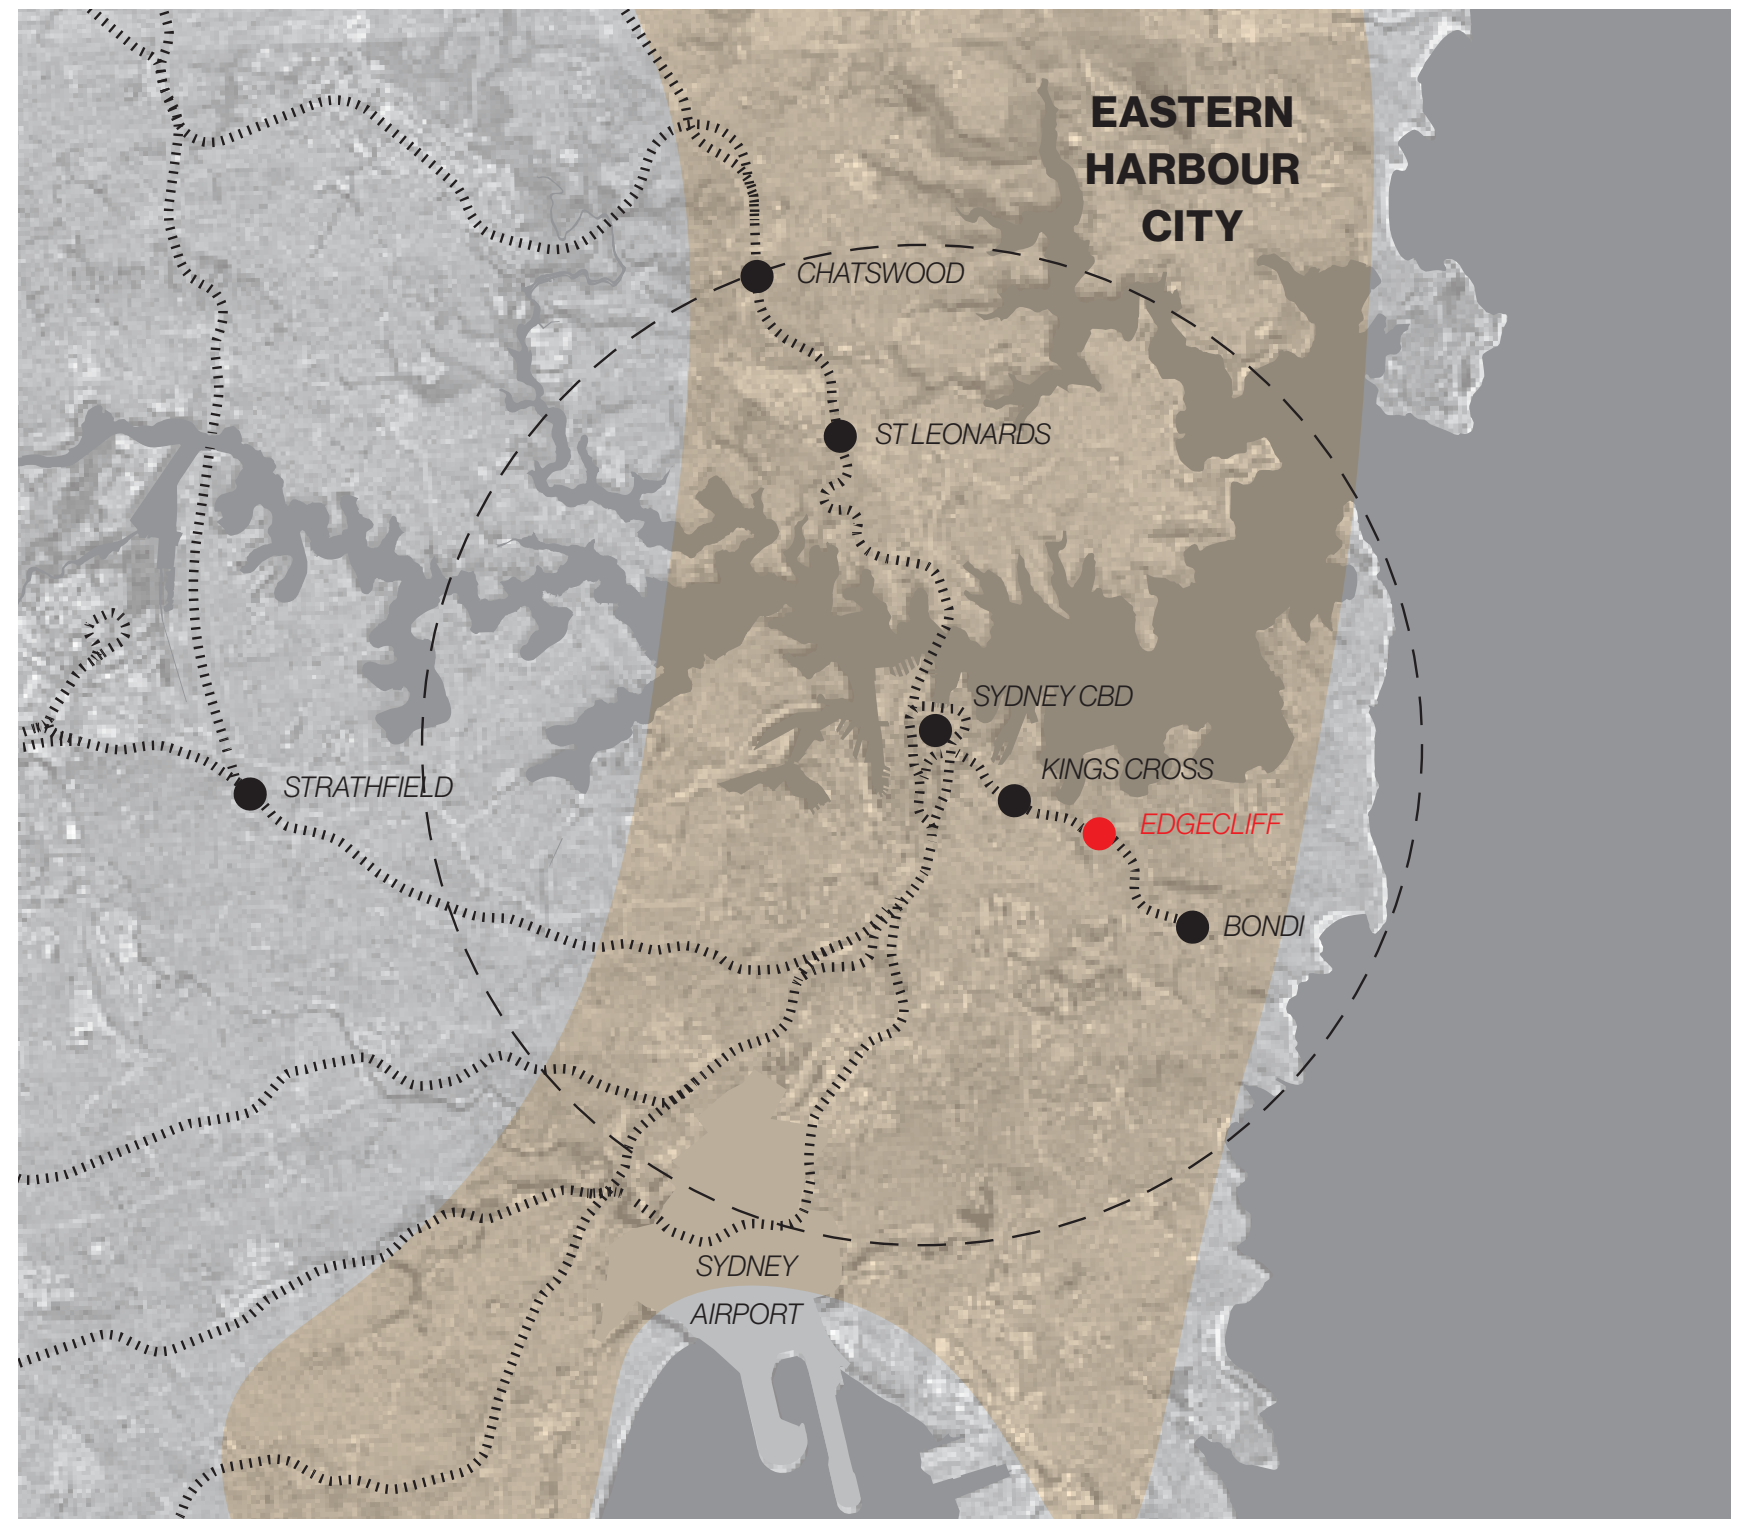 EASTERN
HARBOUR
CITY
CHATSWOOD
ST LEONARDS
SYDNEY CBD
KINGS CROSS
STRATHFIELD
EDGECLIFF
BONDI
SYDNEY
AIRPORT